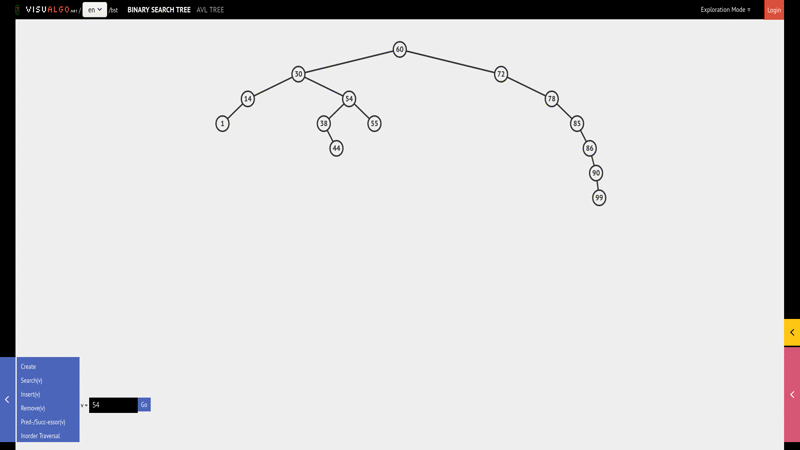 VISUALGO.NET / en /bst BINARY SEARCH TREE AVL TREE Exploration Mode Login
60
30 72
14 54 78
1 38 55 85
44 86
90
99
Create
Search(v)
Insert(v)
Remove(v) v = 54 Go
Pred-/Succ-essor(v)
Inorder Traversal